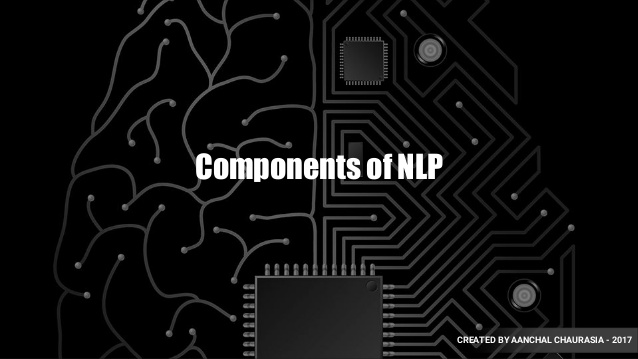 Components of NLP
CREATED BY AANCHAL CHAURASIA - 2017